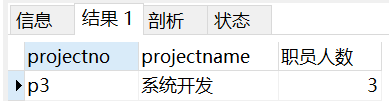 信息 结果 1 剖析 状态
projectno projectname 职员人数
p3 系统开发 3